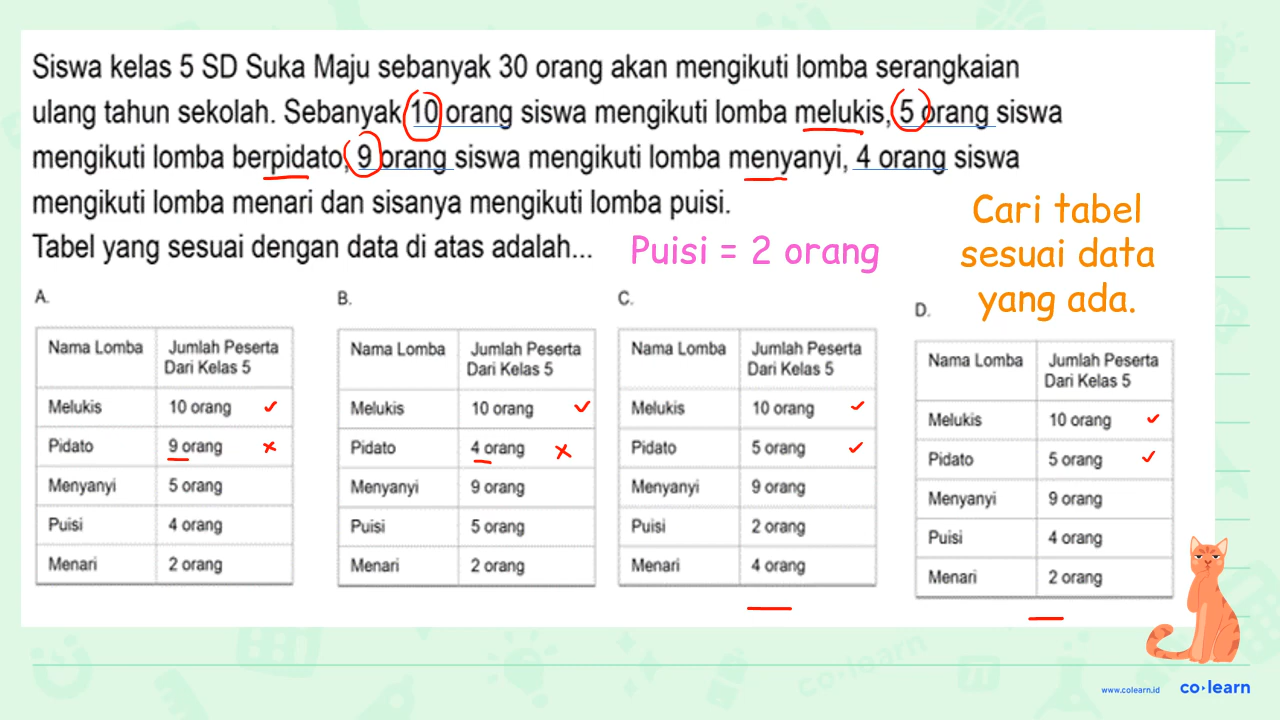 Siswa kelas 5 SD Suka Maju sebanyak 30 orang akan mengikuti lomba serangkaian
ulang tahun sekolah. Sebanyak 10 orang siswa mengikuti lomba melukis, 5 orang siswa
mengikuti lomba berpidato, 9 orang siswa mengikuti lomba menyanyi, 4 orang siswa
mengikuti lomba menari dan sisanya mengikuti lomba puisi.
Tabel yang sesuai dengan data di atas adalah...
Puisi = 2 orang
Cari tabel
sesuai data
yang ada.
A.
Nama Lomba Jumlah Peserta
Dari Kelas 5
Melukis 10 orang
Pidato 9 orang
Menyanyi 5 orang
Puisi 4 orang
Menari 2 orang
B.
Nama Lomba Jumlah Peserta
Dari Kelas 5
Melukis 10 orang
Pidato 4 orang
Menyanyi 9 orang
Puisi 5 orang
Menari 2 orang
C.
Nama Lomba Jumlah Peserta
Dari Kelas 5
Melukis 10 orang
Pidato 5 orang
Menyanyi 9 orang
Puisi 2 orang
Menari 4 orang
D.
Nama Lomba Jumlah Peserta
Dari Kelas 5
Melukis 10 orang
Pidato 5 orang
Menyanyi 9 orang
Puisi 4 orang
Menari 2 orang
co·learn
www.colearn.id co·learn